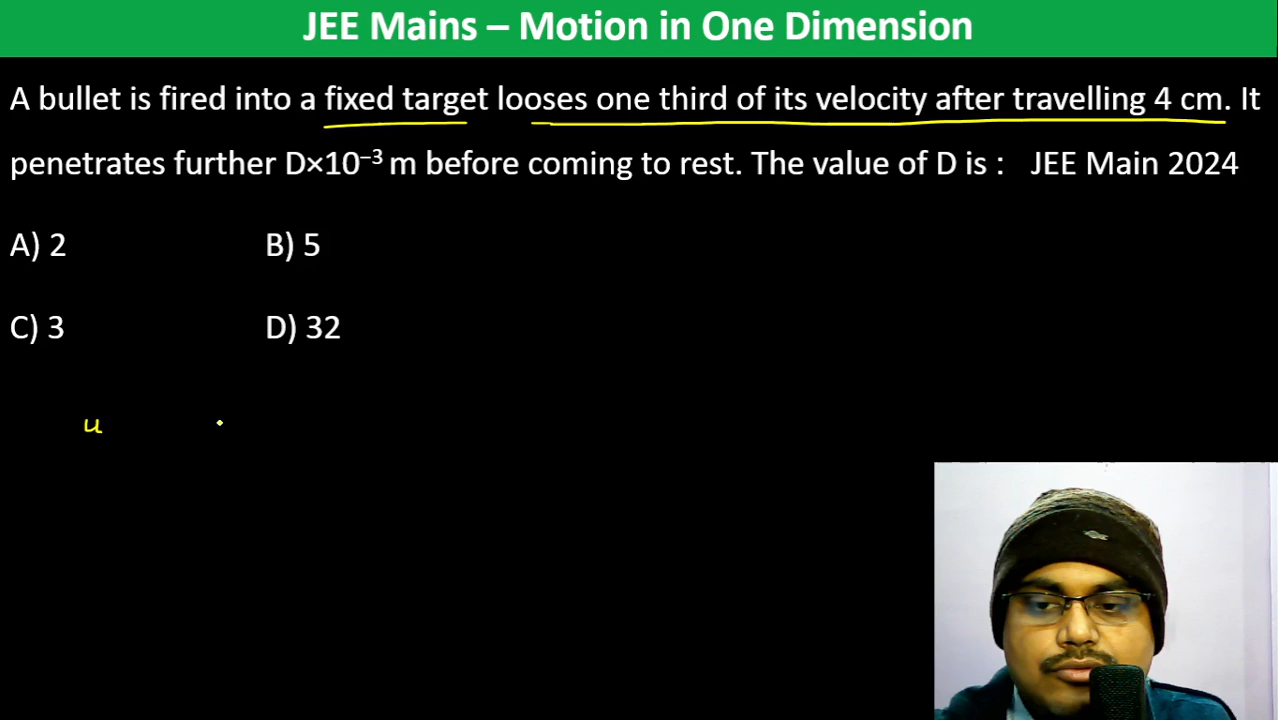 JEE Mains – Motion in One Dimension
A bullet is fired into a fixed target looses one third of its velocity after travelling 4 cm. It
penetrates further D×10⁻³ m before coming to rest. The value of D is : JEE Main 2024
A) 2 B) 5
C) 3 D) 32
u